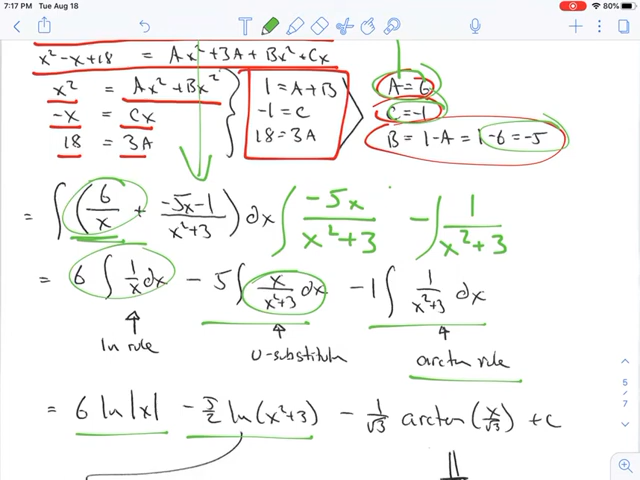 7:17 PM Tue Aug 18
80%
x² - x + 18 = Ax² + 3A + Bx² + Cx
x² = Ax² + Bx²
-x = Cx
18 = 3A
1 = A + B
-1 = C
18 = 3A
A = 6
C = -1
B = 1 - A = 1 - 6 = -5
= ∫ (6/x + (-5x-1)/(x²+3)) dx ∫ -5x/(x²+3) - ∫ 1/(x²+3)
= 6 ∫ 1/x dx - 5 ∫ x/(x²+3) dx - 1 ∫ 1/(x²+3) dx
ln rule
U-substitutn
arctan rule
= 6 ln|x| - 5/2 ln(x²+3) - 1/√3 arctan(x/√3) + C
5
7